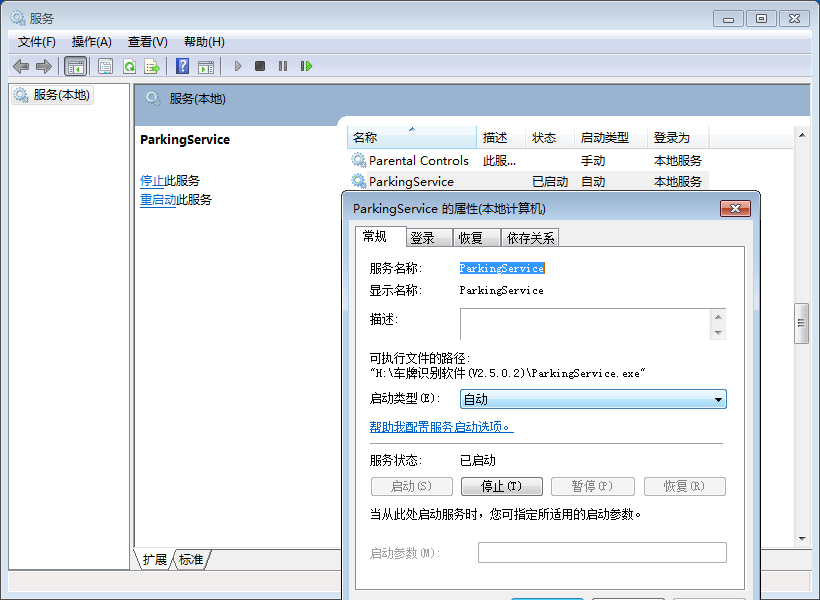 服务
文件(F) 操作(A) 查看(V) 帮助(H)
服务(本地)
服务(本地)
ParkingService
停止此服务
重启动此服务
名称 描述 状态 启动类型 登录为
Parental Controls 此服... 手动 本地服务
ParkingService 已启动 自动 本地服务
ParkingService 的属性(本地计算机)
常规 登录 恢复 依存关系
服务名称: ParkingService
显示名称: ParkingService
描述:
可执行文件的路径:
"H:\车牌识别软件(V2.5.0.2)\ParkingService.exe"
启动类型(E): 自动
帮助我配置服务启动选项。
服务状态: 已启动
启动(S) 停止(T) 暂停(P) 恢复(R)
当从此处启动服务时，您可指定所适用的启动参数。
启动参数(M):
扩展 标准